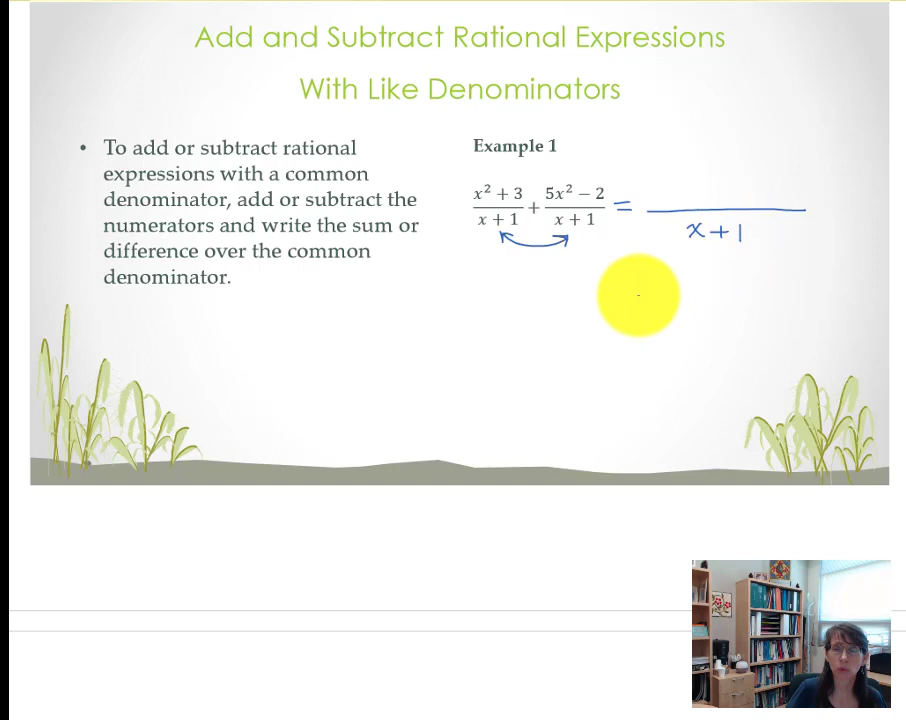 Add and Subtract Rational Expressions
With Like Denominators
• To add or subtract rational
expressions with a common
denominator, add or subtract the
numerators and write the sum or
difference over the common
denominator.
Example 1
x² + 3 / x + 1 + 5x² − 2 / x + 1 = ____ / x + 1